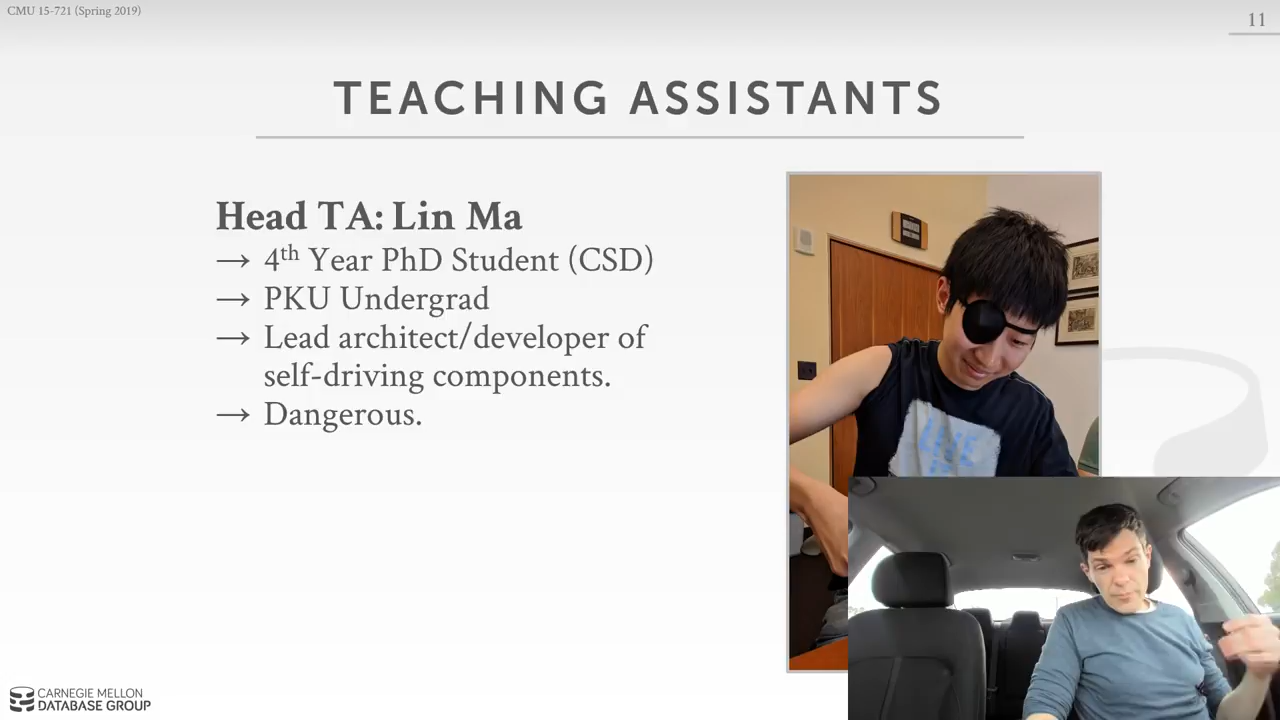 CMU 15-721 (Spring 2019)
11
TEACHING ASSISTANTS
Head TA: Lin Ma
→ 4th Year PhD Student (CSD)
→ PKU Undergrad
→ Lead architect/developer of
self-driving components.
→ Dangerous.
CARNEGIE MELLON
DATABASE GROUP